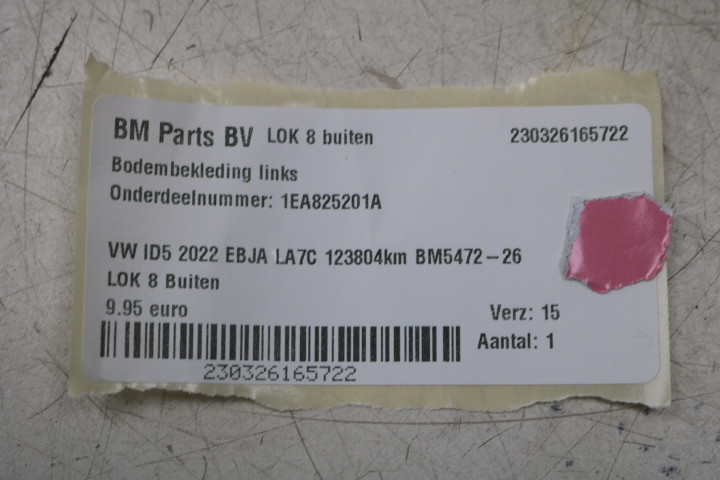 BM Parts BV LOK 8 buiten 230326165722
Bodembekleding links
Onderdeelnummer: 1EA825201A
VW ID5 2022 EBJA LA7C 123804km BM5472-26
LOK 8 Buiten
9.95 euro Verz: 15
Aantal: 1
230326165722